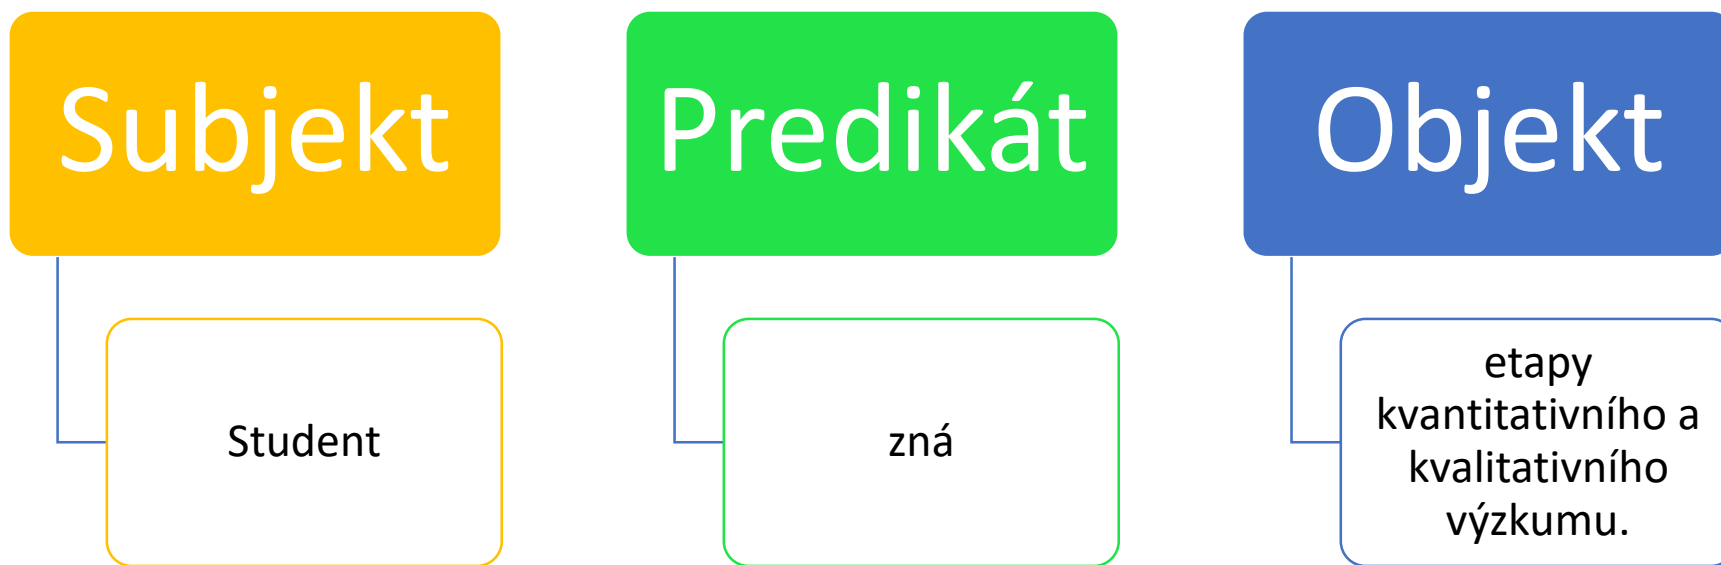 Subjekt
Predikát
Objekt
Student
zná
etapy
kvantitativního a
kvalitativního
výzkumu.